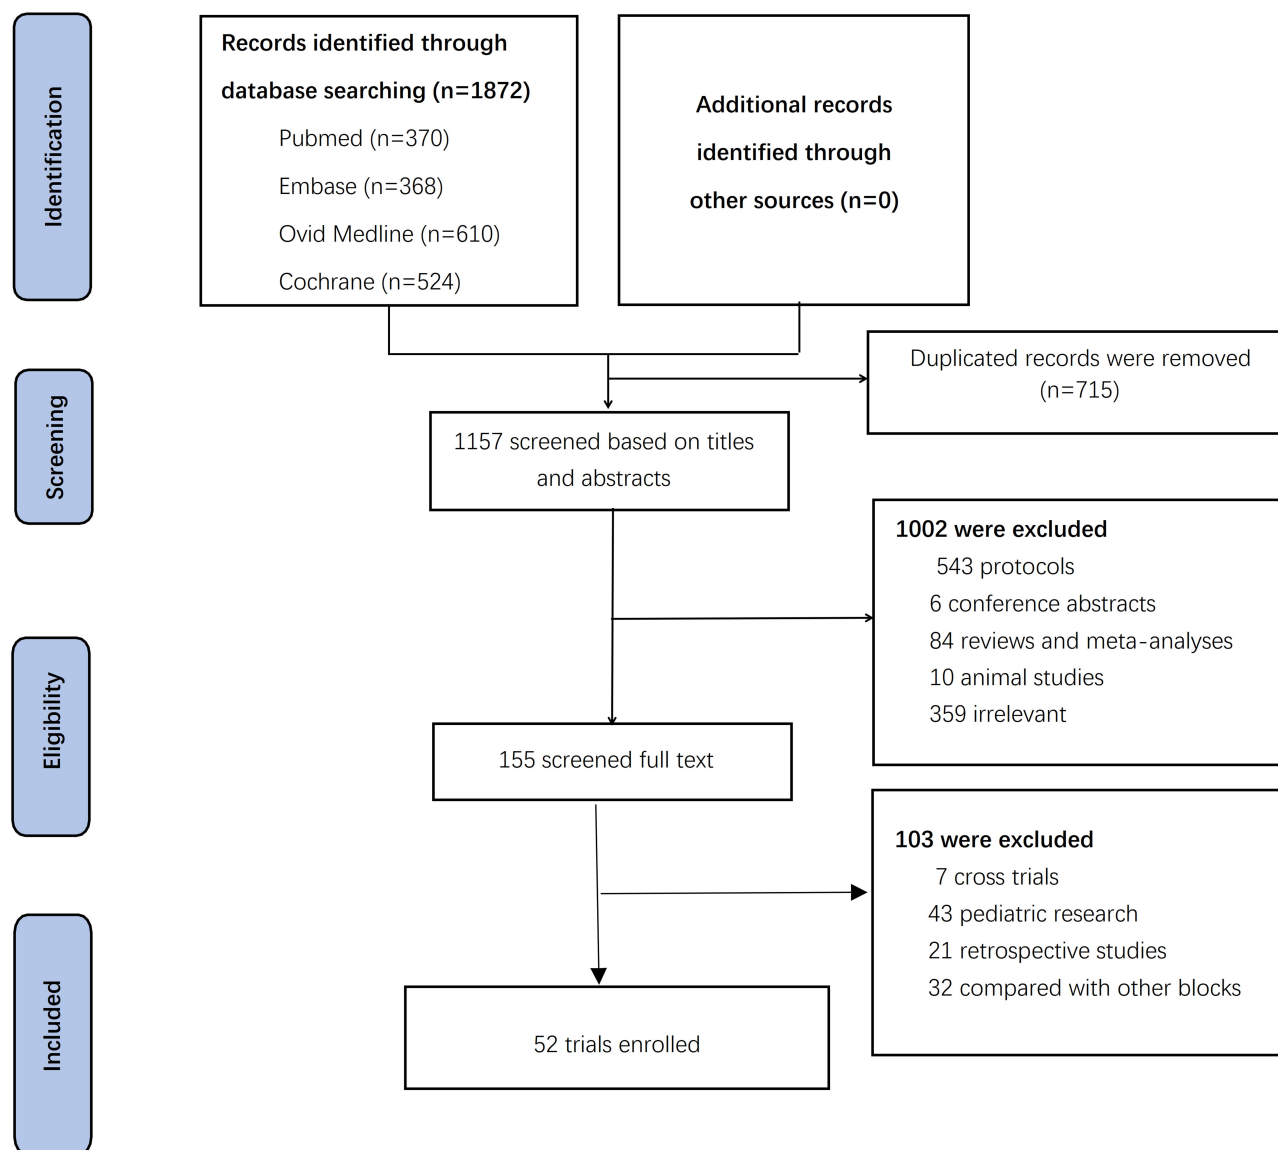 Identification
Records identified through
database searching (n=1872)
Pubmed (n=370)
Embase (n=368)
Ovid Medline (n=610)
Cochrane (n=524)
Additional records
identified through
other sources (n=0)
Duplicated records were removed
(n=715)
Screening
1157 screened based on titles
and abstracts
1002 were excluded
543 protocols
6 conference abstracts
84 reviews and meta-analyses
10 animal studies
359 irrelevant
Eligibility
155 screened full text
103 were excluded
7 cross trials
43 pediatric research
21 retrospective studies
32 compared with other blocks
Included
52 trials enrolled